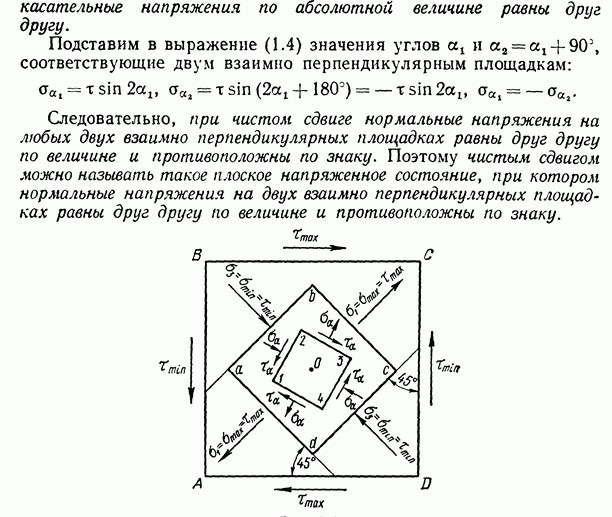 касательные напряжения по абсолютной величине равны друг
другу.
Подставим в выражение (1.4) значения углов α₁ и α₂=α₁+90°,
соответствующие двум взаимно перпендикулярным площадкам:
σα₁ = τ sin 2α₁, σα₂ = τ sin (2α₁ + 180°) = — τ sin 2α₁, σα₁ = — σα₂.
Следовательно, при чистом сдвиге нормальные напряжения на
любых двух взаимно перпендикулярных площадках равны друг другу
по величине и противоположны по знаку. Поэтому чистым сдвигом
можно называть такое плоское напряженное состояние, при котором
нормальные напряжения на двух взаимно перпендикулярных площад-
ках равны друг другу по величине и противоположны по знаку.
τmax
B
C
σ₃=σmin=τmin
σ₁=σmax=τmax
b
σα
τα
σα
2
τα
τmin
a
O
3
c
τα
τmin
1
45°
τα
4
σα
σα
σ₁=σmax=τmax
d
σ₃=σmin=τmin
45°
A
D
τmax